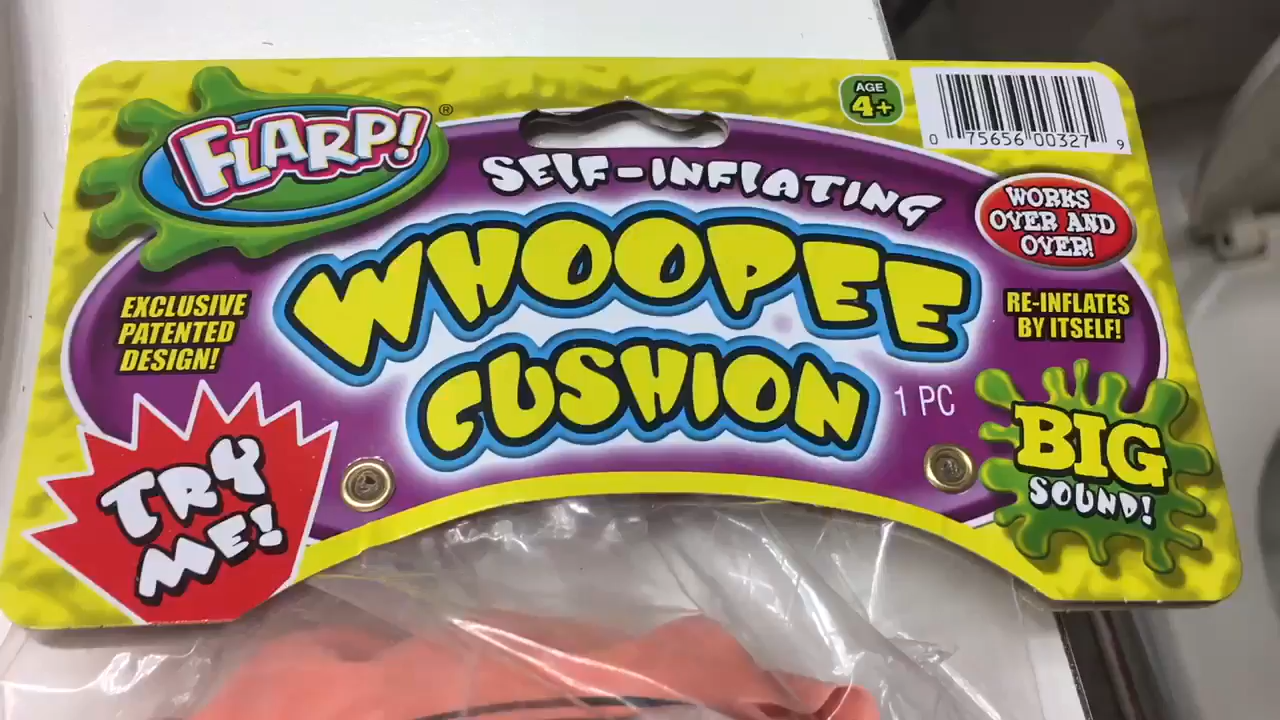 FLARP!
®
AGE
4+
0 75656 00327 9
SELF-INFLATING
WHOOPEE
CUSHION
1 PC
WORKS
OVER AND
OVER!
EXCLUSIVE
PATENTED
DESIGN!
RE-INFLATES
BY ITSELF!
TRY
ME!
BIG
SOUND!